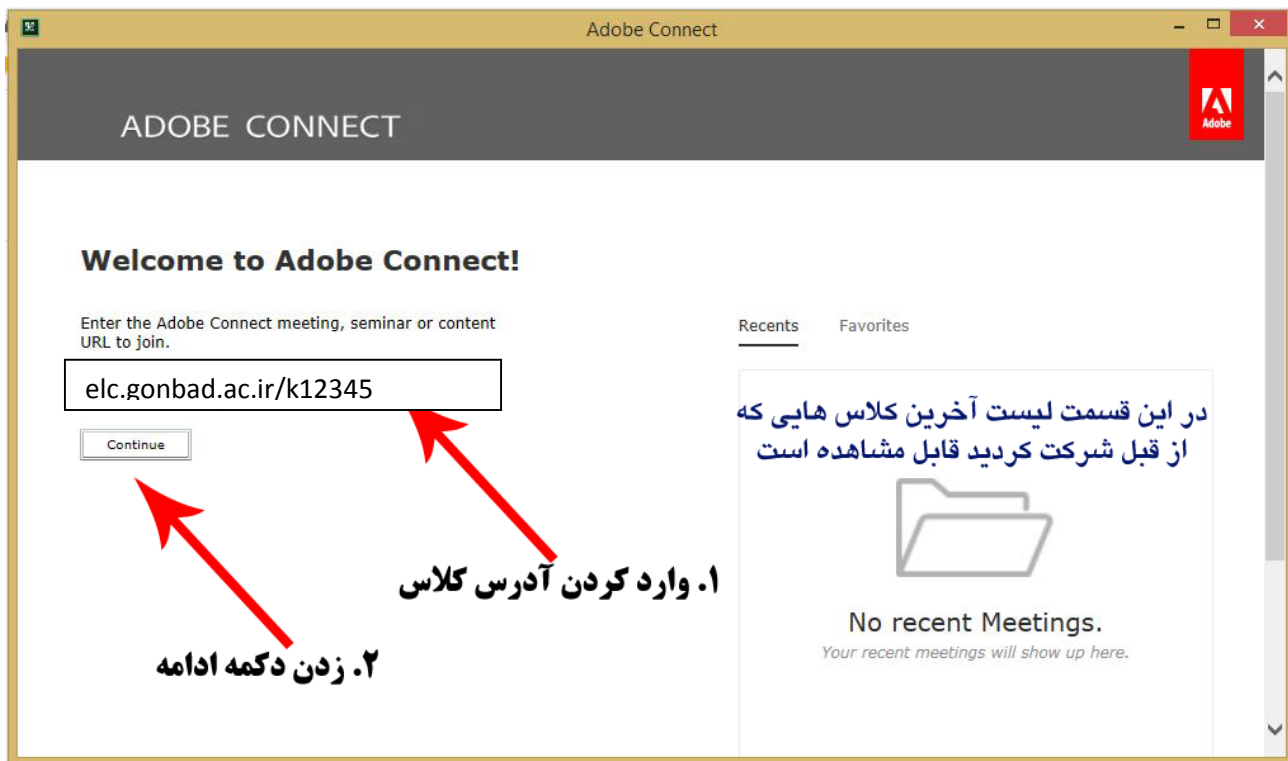 Adobe Connect
ADOBE CONNECT
Adobe
Welcome to Adobe Connect!
Enter the Adobe Connect meeting, seminar or content
URL to join.
elc.gonbad.ac.ir/k12345
Continue
۱. وارد کردن آدرس کلاس
۲. زدن دکمه ادامه
Recents Favorites
در این قسمت لیست آخرین کلاس هایی که
از قبل شرکت کردید قابل مشاهده است
No recent Meetings.
Your recent meetings will show up here.